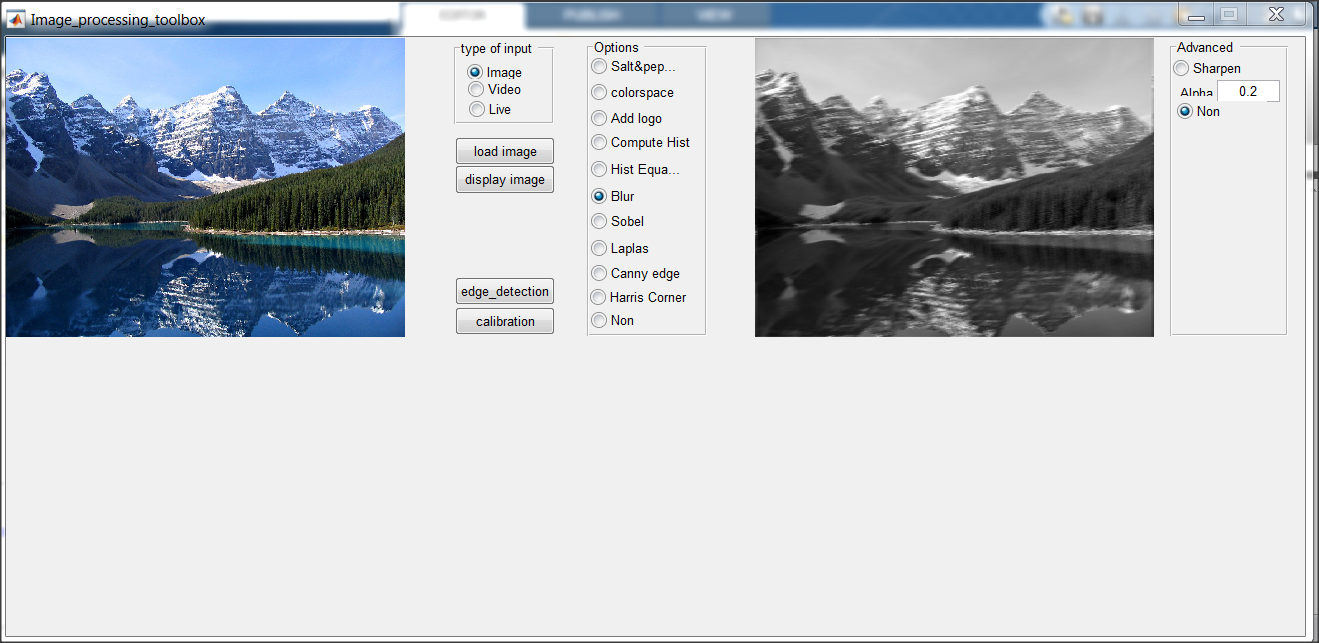 Image_processing_toolbox
EDITOR PUBLISH VIEW
type of input
Image
Video
Live
load image
display image
edge_detection
calibration
Options
Salt&pep...
colorspace
Add logo
Compute Hist
Hist Equa...
Blur
Sobel
Laplas
Canny edge
Harris Corner
Non
Advanced
Sharpen
Alpha 0.2
Non